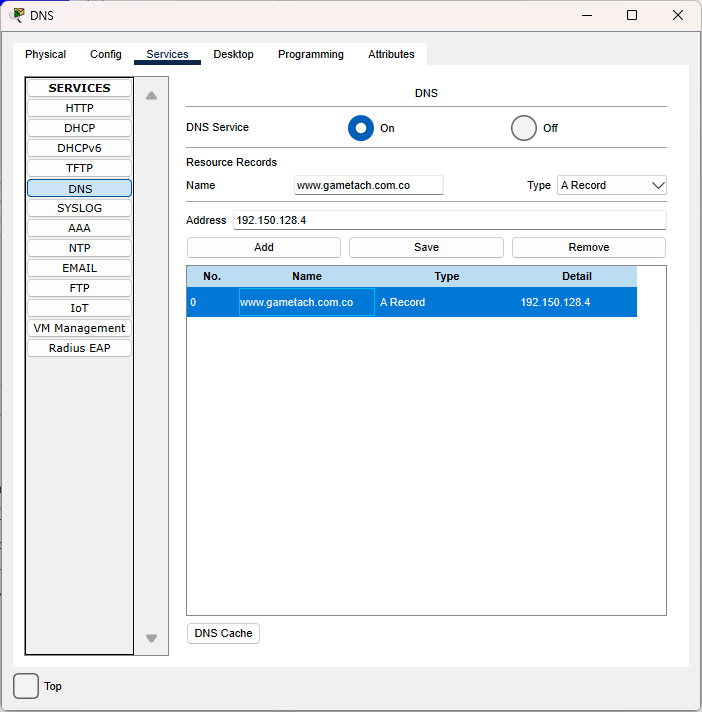 DNS
Physical Config Services Desktop Programming Attributes
SERVICES
HTTP
DHCP
DHCPv6
TFTP
DNS
SYSLOG
AAA
NTP
EMAIL
FTP
IoT
VM Management
Radius EAP
DNS
DNS Service On Off
Resource Records
Name www.gametach.com.co Type A Record
Address 192.150.128.4
Add Save Remove
No. Name Type Detail
0 www.gametach.com.co A Record 192.150.128.4
DNS Cache
Top